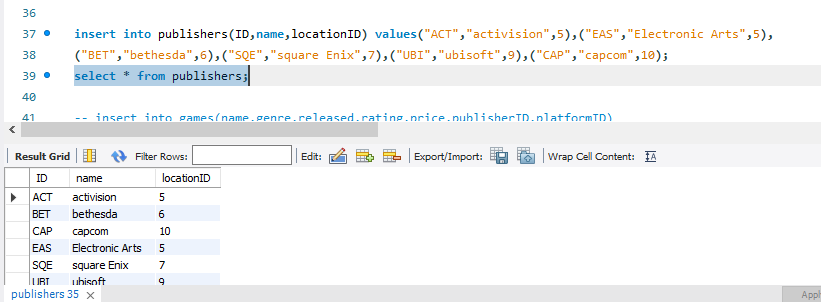 36
37 insert into publishers(ID,name,locationID) values("ACT","activision",5),("EAS","Electronic Arts",5),
38 ("BET","bethesda",6),("SQE","square Enix",7),("UBI","ubisoft",9),("CAP","capcom",10);
39 select * from publishers;
40
41 -- insert into games(name,genre,released,rating,price,publisherID,platformID)
Result Grid Filter Rows: Edit: Export/Import: Wrap Cell Content: IA
ID name locationID
ACT activision 5
BET bethesda 6
CAP capcom 10
EAS Electronic Arts 5
SQE square Enix 7
UBI ubisoft 9
publishers 35 x